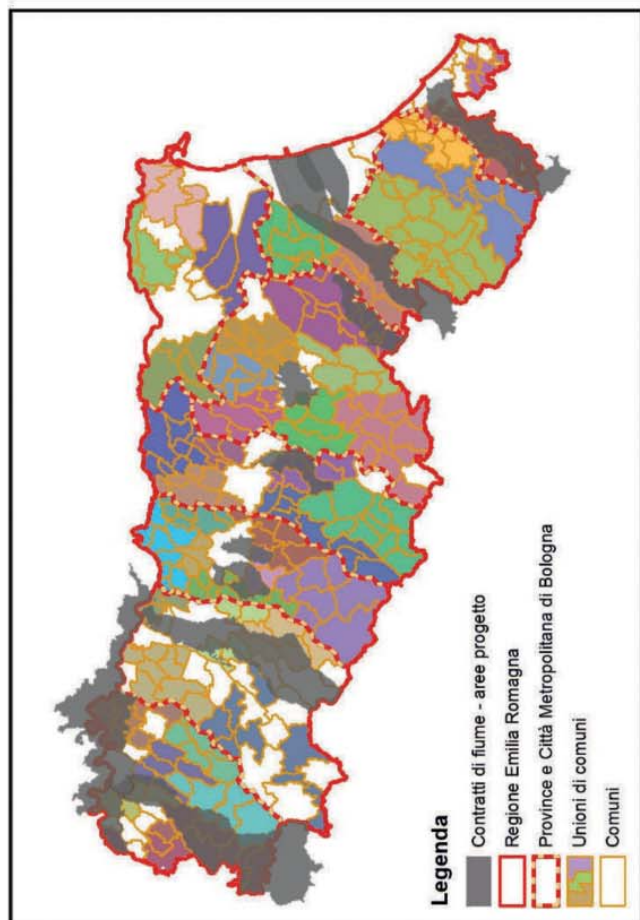 Legenda
Contratti di fiume - aree progetto
Regione Emilia Romagna
Province e Città Metropolitana di Bologna
Unioni di comuni
Comuni